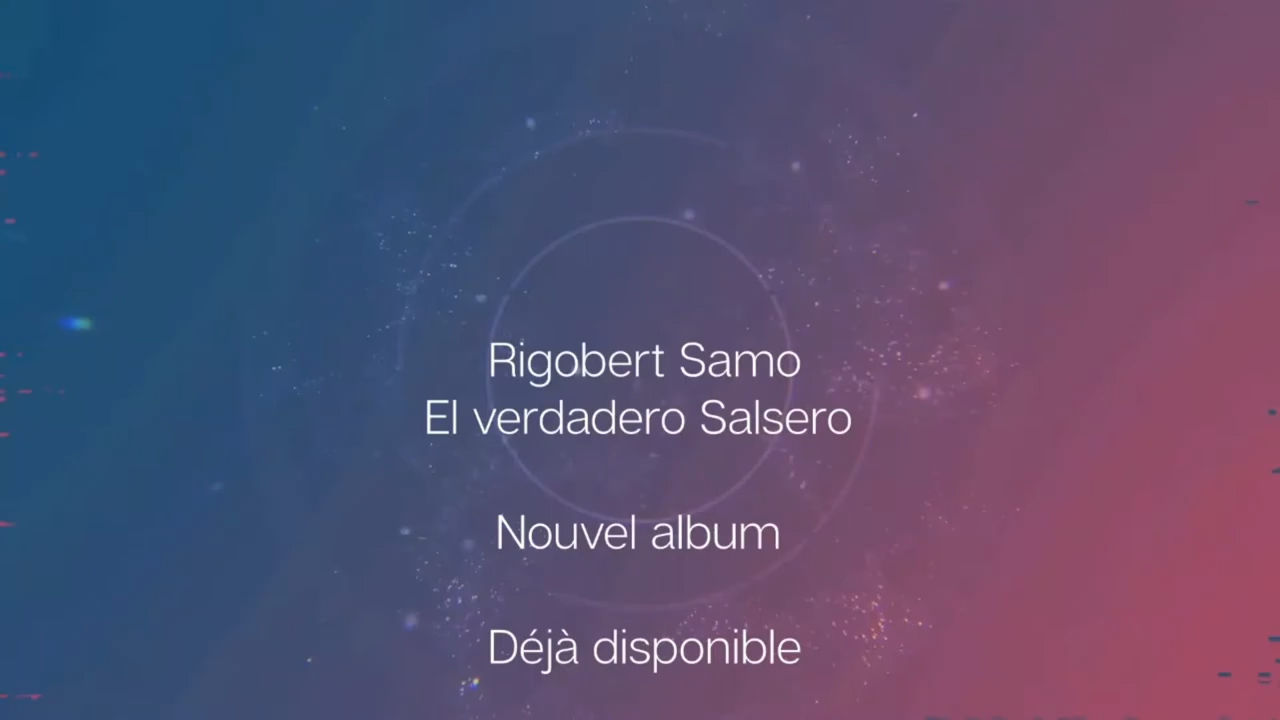 Rigobert Samo
El verdadero Salsero
Nouvel album
Déjà disponible